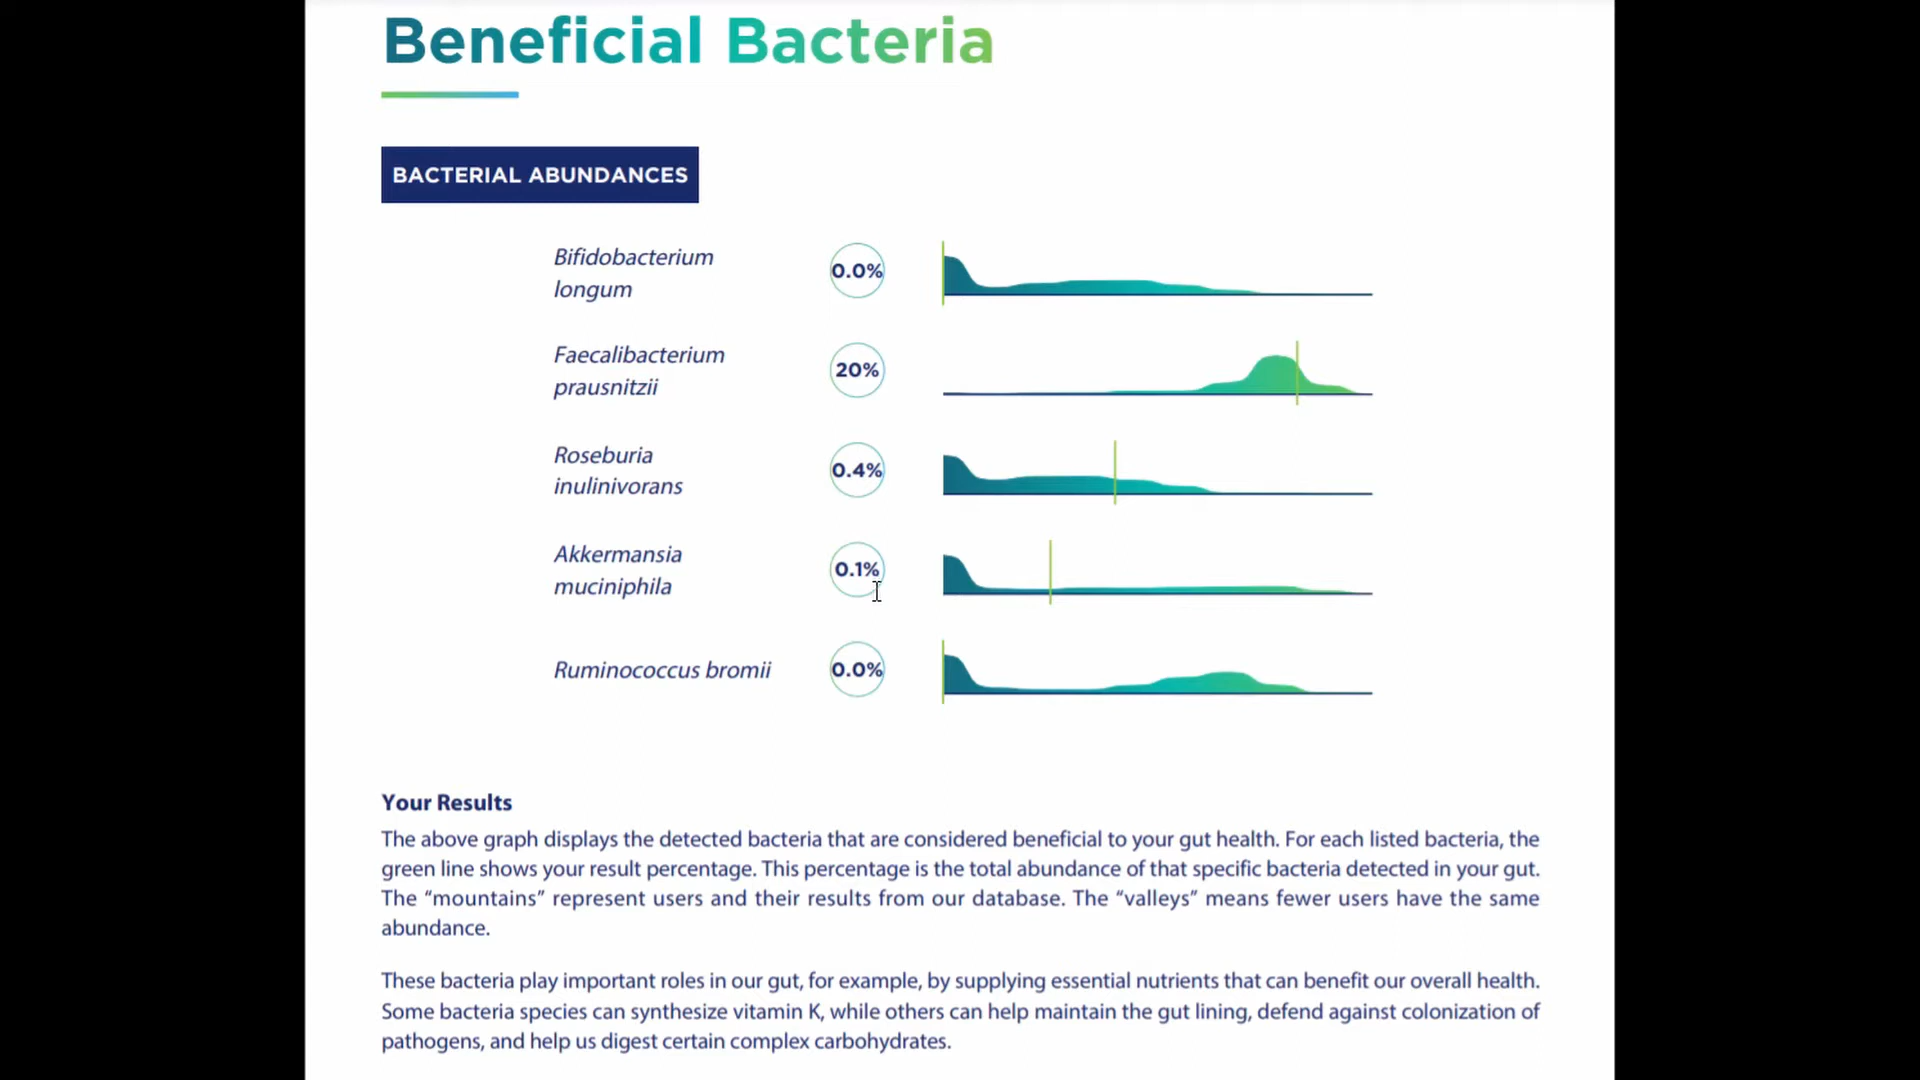 Beneficial Bacteria
BACTERIAL ABUNDANCES
Bifidobacterium
longum
0.0%
Faecalibacterium
prausnitzii
20%
Roseburia
inulinivorans
0.4%
Akkermansia
muciniphila
0.1%
Ruminococcus bromii
0.0%
Your Results
The above graph displays the detected bacteria that are considered beneficial to your gut health. For each listed bacteria, the
green line shows your result percentage. This percentage is the total abundance of that specific bacteria detected in your gut.
The “mountains” represent users and their results from our database. The “valleys” means fewer users have the same
abundance.
These bacteria play important roles in our gut, for example, by supplying essential nutrients that can benefit our overall health.
Some bacteria species can synthesize vitamin K, while others can help maintain the gut lining, defend against colonization of
pathogens, and help us digest certain complex carbohydrates.